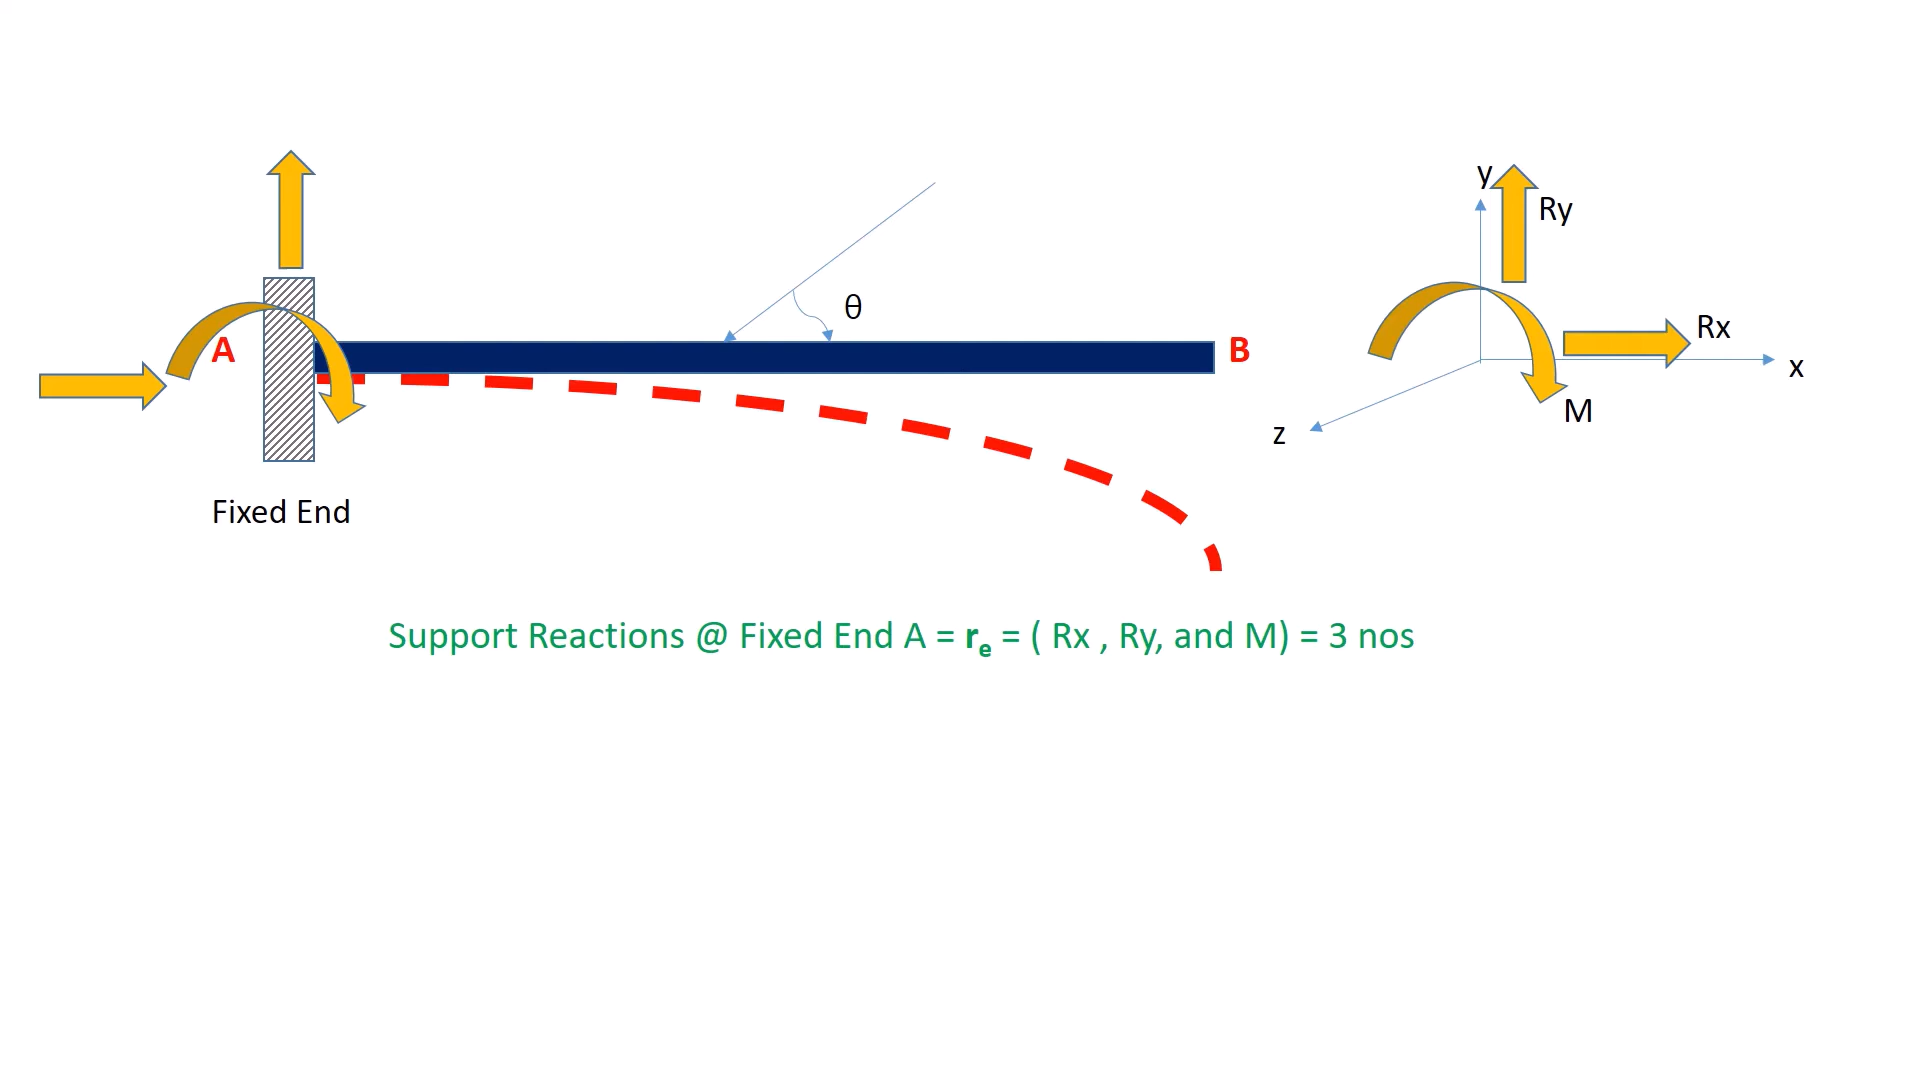 y
Ry
θ
Rx
A
B
x
M
z
Fixed End
Support Reactions @ Fixed End A = re = ( Rx , Ry, and M) = 3 nos